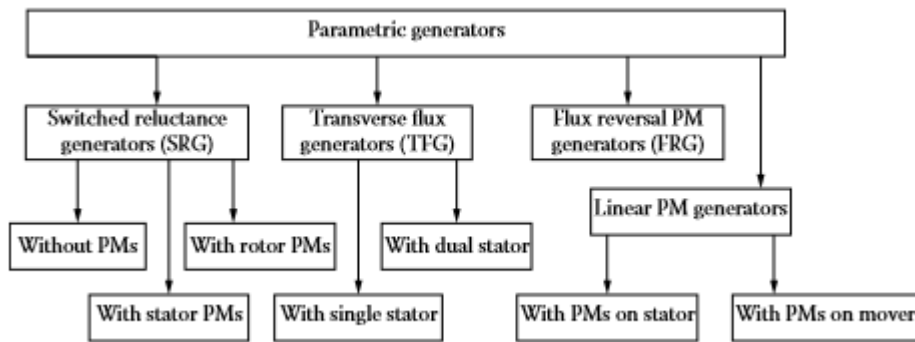 Parametric generators
Switched reluctance
generators (SRG)
Transverse flux
generators (TFG)
Flux reversal PM
generators (FRG)
Linear PM generators
Without PMs
With rotor PMs
With dual stator
With stator PMs
With single stator
With PMs on stator
With PMs on mover